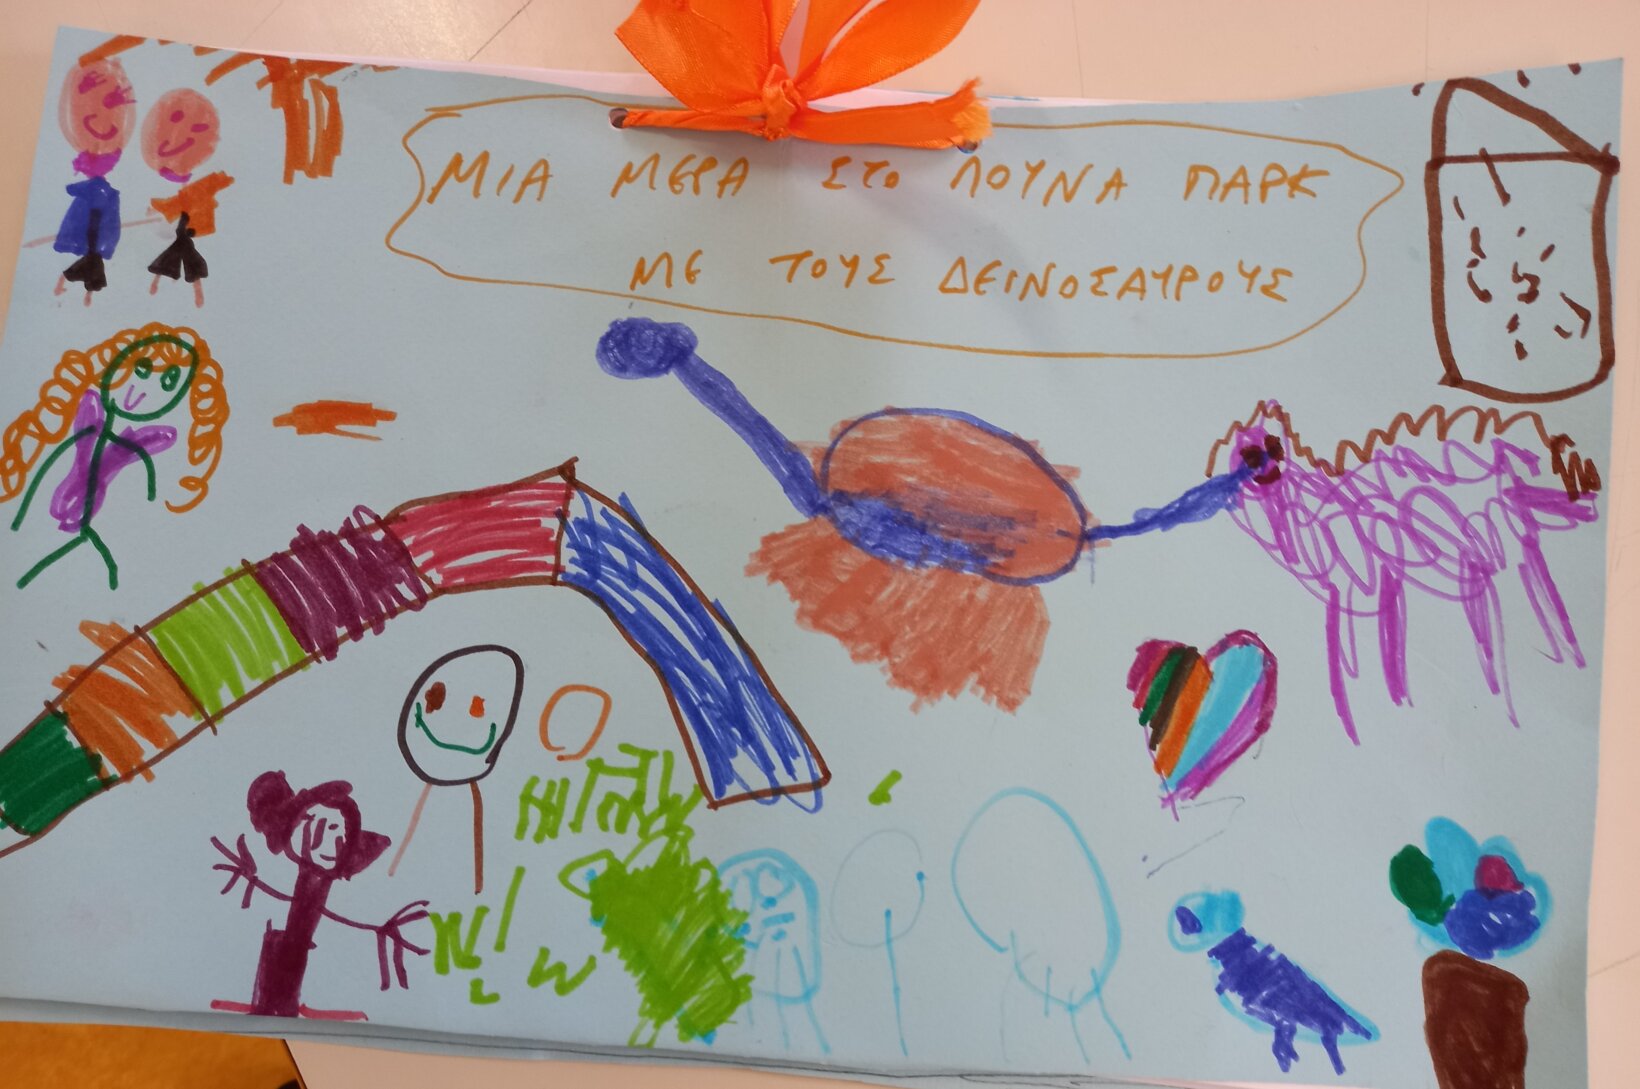 ΜΙΑ ΜΕΡΑ ΣΤΟ ΛΟΥΝΑ ΠΑΡΚ
ΜΕ ΤΟΥΣ ΔΕΙΝΟΣΑΥΡΟΥΣ